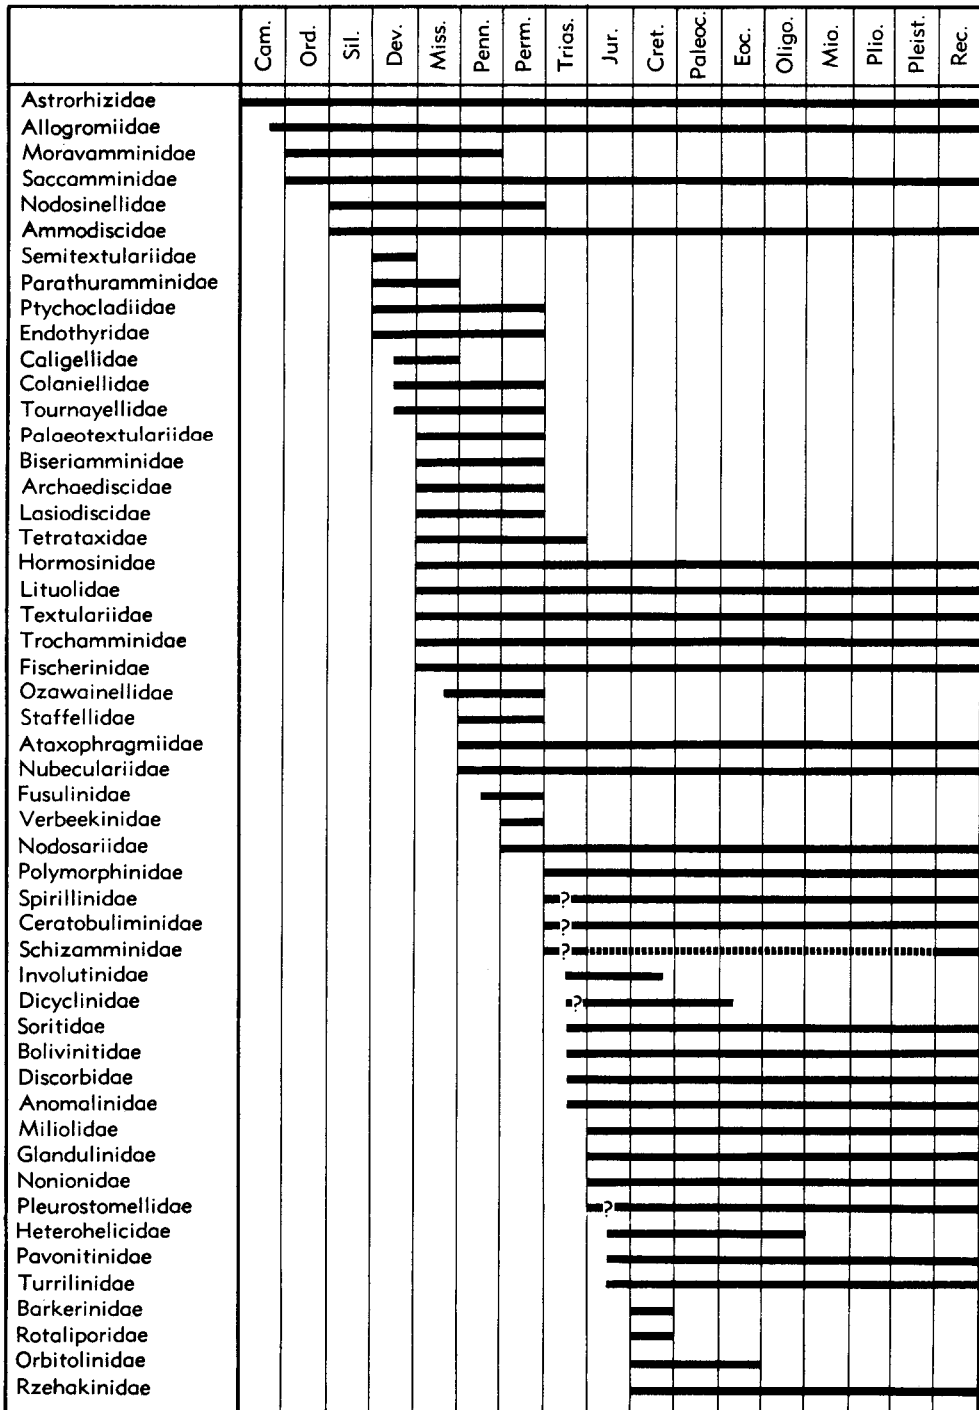 Cam. Ord. Sil. Dev. Miss. Penn. Perm. Trias. Jur. Cret. Paleoc. Eoc. Oligo. Mio. Plio. Pleist. Rec.
Astrorhizidae
Allogromiidae
Moravamminidae
Saccamminidae
Nodosinellidae
Ammodiscidae
Semitextulariidae
Parathuramminidae
Ptychocladiidae
Endothyridae
Caligellidae
Colaniellidae
Tournayellidae
Palaeotextulariidae
Biseriamminidae
Archaediscidae
Lasiodiscidae
Tetrataxidae
Hormosinidae
Lituolidae
Textulariidae
Trochamminidae
Fischerinidae
Ozawainellidae
Staffellidae
Ataxophragmiidae
Nubeculariidae
Fusulinidae
Verbeekinidae
Nodosariidae
Polymorphinidae
Spirillinidae ?
Ceratobuliminidae ?
Schizamminidae ?
Involutinidae
Dicyclinidae ?
Soritidae
Bolivinitidae
Discorbidae
Anomalinidae
Miliolidae
Glandulinidae
Nonionidae
Pleurostomellidae ?
Heterohelicidae
Pavonitinidae
Turrilinidae
Barkerinidae
Rotaliporidae
Orbitolinidae
Rzehakinidae